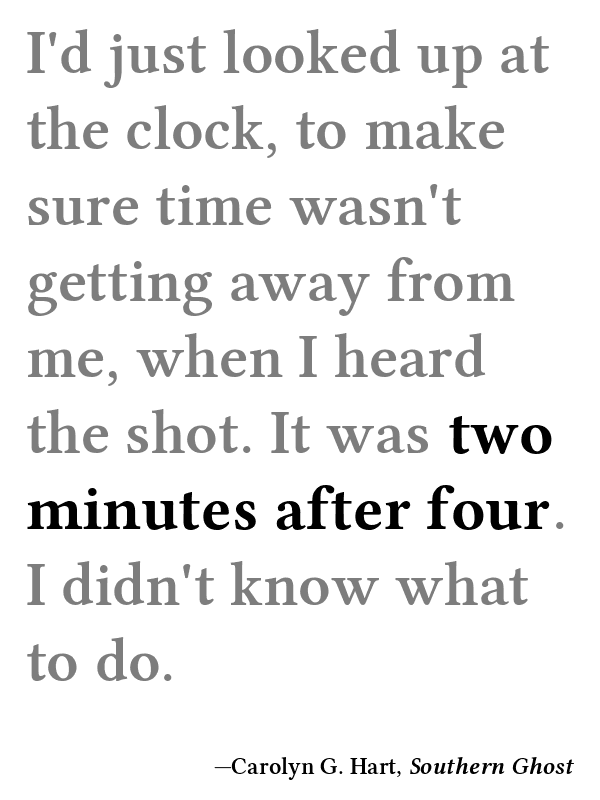 I'd just looked up at
the clock, to make
sure time wasn't
getting away from
me, when I heard
the shot. It was two
minutes after four.
I didn't know what
to do.
—Carolyn G. Hart, Southern Ghost